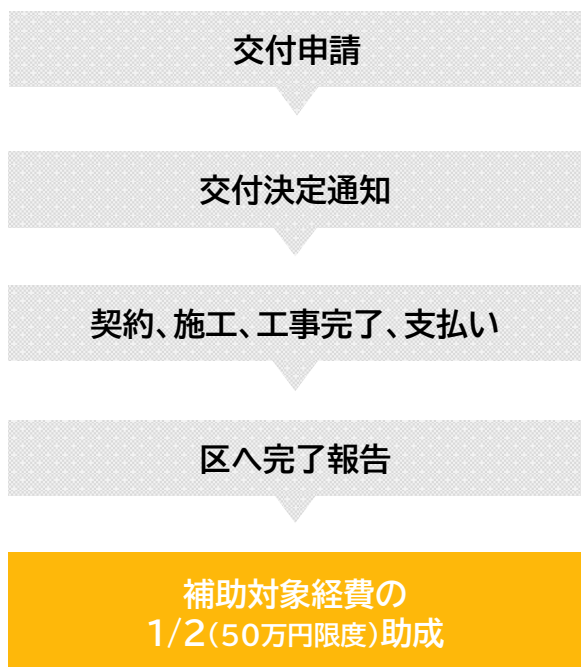 交付申請
交付決定通知
契約、施工、工事完了、支払い
区へ完了報告
補助対象経費の
1/2(50万円限度)助成